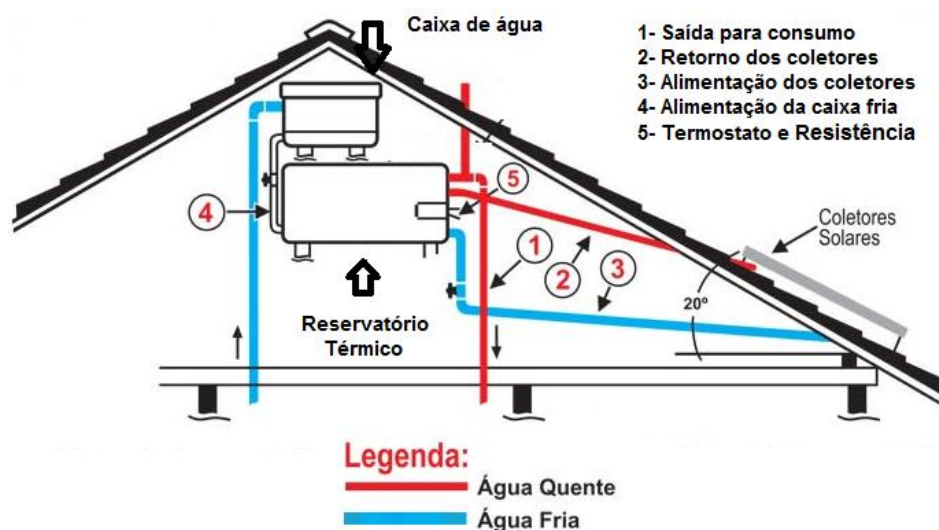 Caixa de água
1- Saída para consumo
2- Retorno dos coletores
3- Alimentação dos coletores
4- Alimentação da caixa fria
5- Termostato e Resistência
5
4
Coletores
Solares
1
2
3
20º
Reservatório
Térmico
Legenda:
Água Quente
Água Fria